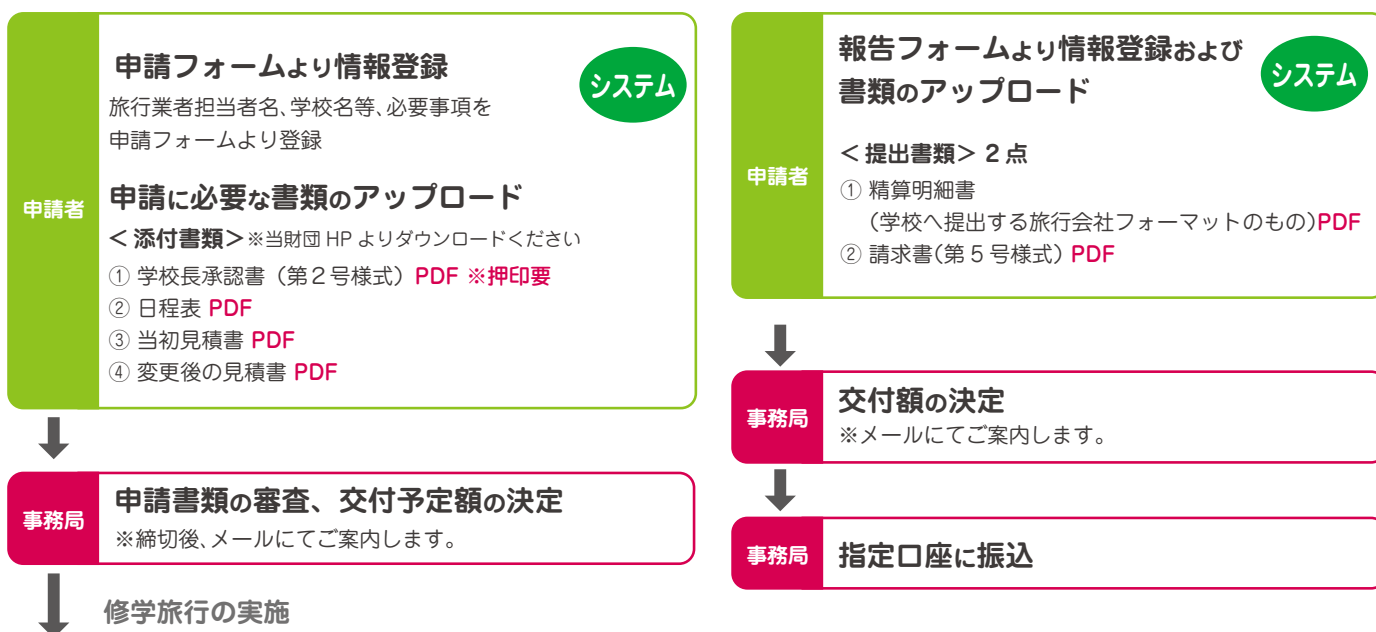 申請者
申請フォームより情報登録
システム
旅行業者担当者名、学校名等、必要事項を
申請フォームより登録
申請に必要な書類のアップロード
＜添付書類＞※当財団 HP よりダウンロードください
① 学校長承認書（第２号様式）PDF ※押印要
② 日程表 PDF
③ 当初見積書 PDF
④ 変更後の見積書 PDF
事務局
申請書類の審査、交付予定額の決定
※締切後、メールにてご案内します。
修学旅行の実施
申請者
報告フォームより情報登録および
書類のアップロード
システム
＜提出書類＞ 2 点
① 精算明細書
（学校へ提出する旅行会社フォーマットのもの）PDF
② 請求書（第 5 号様式）PDF
事務局
交付額の決定
※メールにてご案内します。
事務局
指定口座に振込